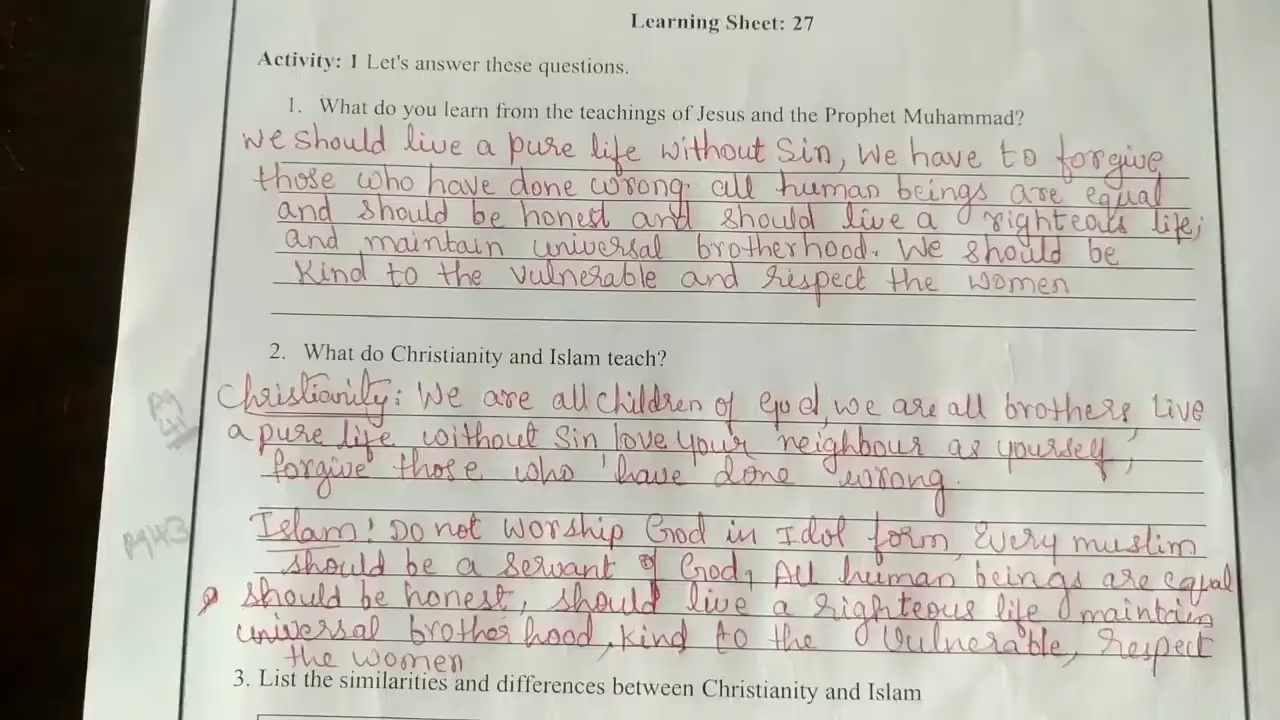 Learning Sheet: 27
Activity: 1 Let's answer these questions.
1. What do you learn from the teachings of Jesus and the Prophet Muhammad?
We should live a pure life without Sin, We have to forgive
those who have done wrong. all human beings are equal
and should be honest and should live a righteous life,
and maintain universal brotherhood. We should be
Kind to the vulnerable and respect the women
2. What do Christianity and Islam teach?
Christianity: We are all children of god, we are all brothers, Live
a pure life without Sin, love your neighbour as yourself,
forgive those who have done wrong.
Islam: Do not worship God in Idol form, Every muslim
should be a servant of God, All human beings are equal
should be honest, should live a righteous life maintain
universal brotherhood, kind to the vulnerable, respect
the women
Pg 43
3. List the similarities and differences between Christianity and Islam